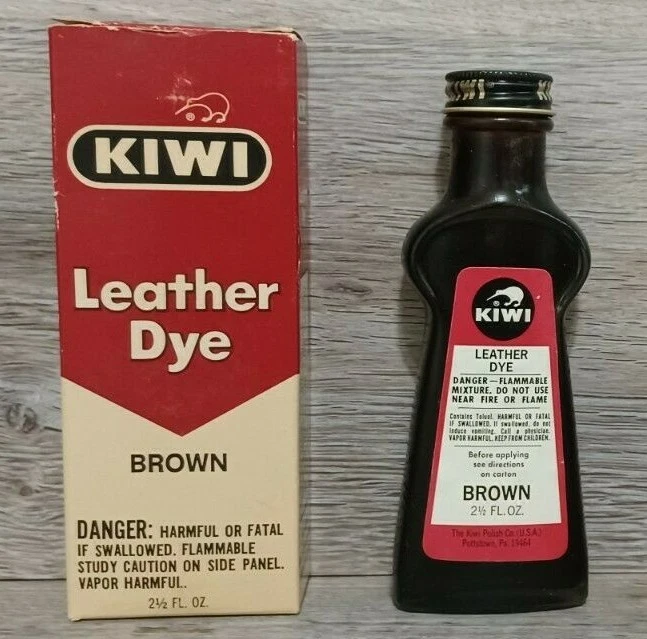 ®
KIWI
Leather
Dye
BROWN
DANGER: HARMFUL OR FATAL
IF SWALLOWED. FLAMMABLE
STUDY CAUTION ON SIDE PANEL.
VAPOR HARMFUL..
2½ FL. OZ.
KIWI
KIWI
LEATHER
DYE
DANGER—FLAMMABLE
MIXTURE. DO NOT USE
NEAR FIRE OR FLAME
Contains Toluol. HARMFUL OR FATAL
IF SWALLOWED. If swallowed, do not
induce vomiting. Call a physician.
VAPOR HARMFUL. KEEP FROM CHILDREN.
Before applying
see directions
on carton
BROWN
2½ FL. OZ.
The Kiwi Polish Co. (U.S.A.)
Pottstown, Pa. 19464